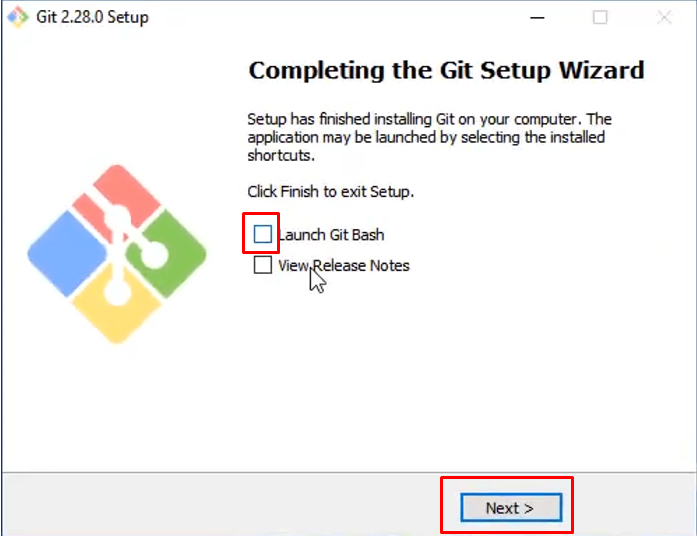 Git 2.28.0 Setup
Completing the Git Setup Wizard
Setup has finished installing Git on your computer. The
application may be launched by selecting the installed
shortcuts.
Click Finish to exit Setup.
Launch Git Bash
View Release Notes
Next >